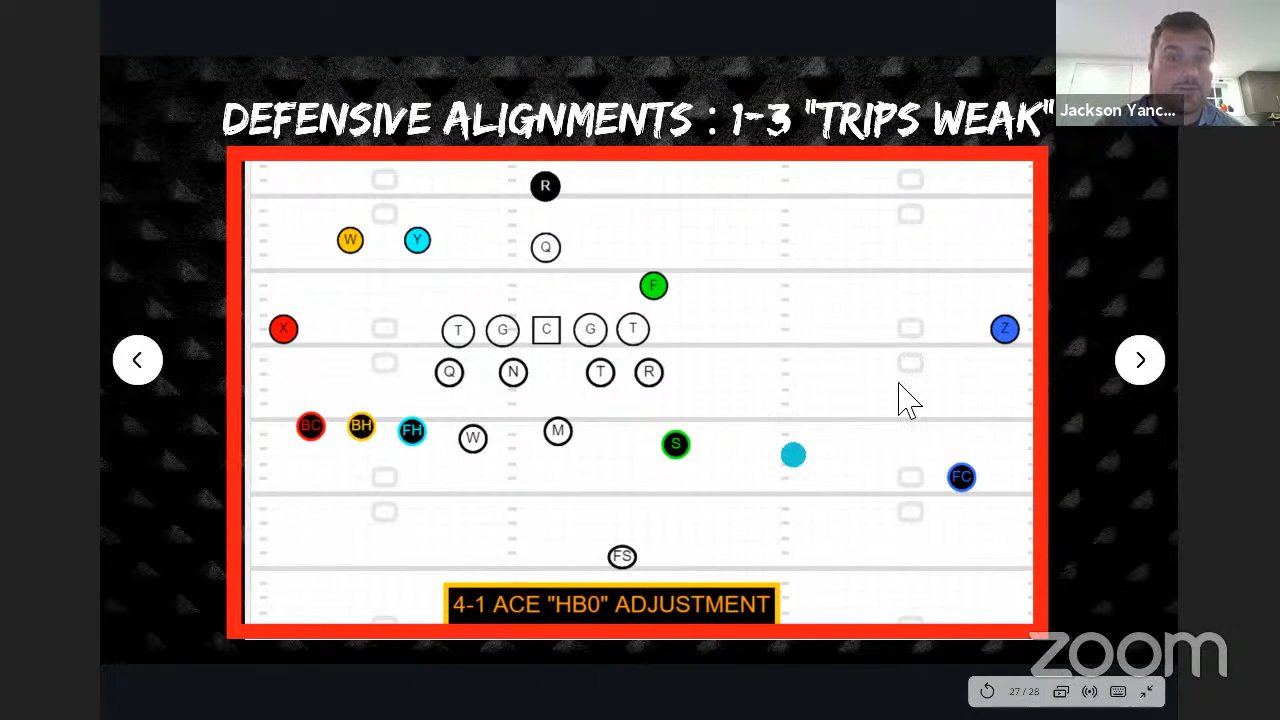 DEFENSIVE ALIGNMENTS : 1-3 "TRIPS WEAK"
Jackson Yanc...
R
W Y Q
F
X T G C G T Z
Q N T R
BC BH FH W M S FC
FS
4-1 ACE "HB0" ADJUSTMENT
zoom
27 / 28